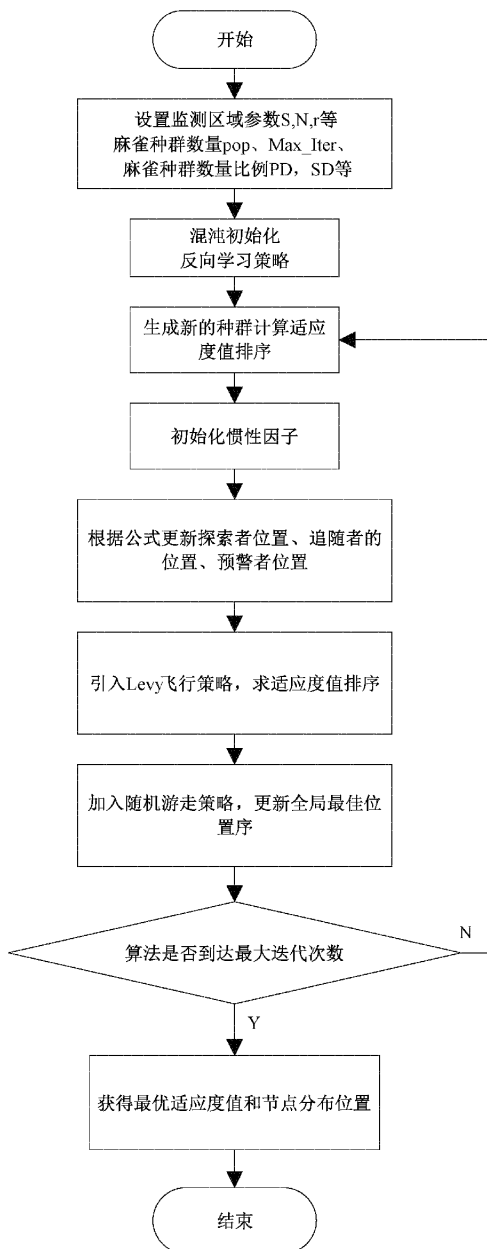 开始
设置监测区域参数S,N,r等
麻雀种群数量pop、Max_Iter、
麻雀种群数量比例PD，SD等
混沌初始化
反向学习策略
生成新的种群计算适应
度值排序
初始化惯性因子
根据公式更新探索者位置、追随者的
位置、预警者位置
引入Levy飞行策略，求适应度值排序
加入随机游走策略，更新全局最佳位
置序
算法是否到达最大迭代次数
N
Y
获得最优适应度值和节点分布位置
结束